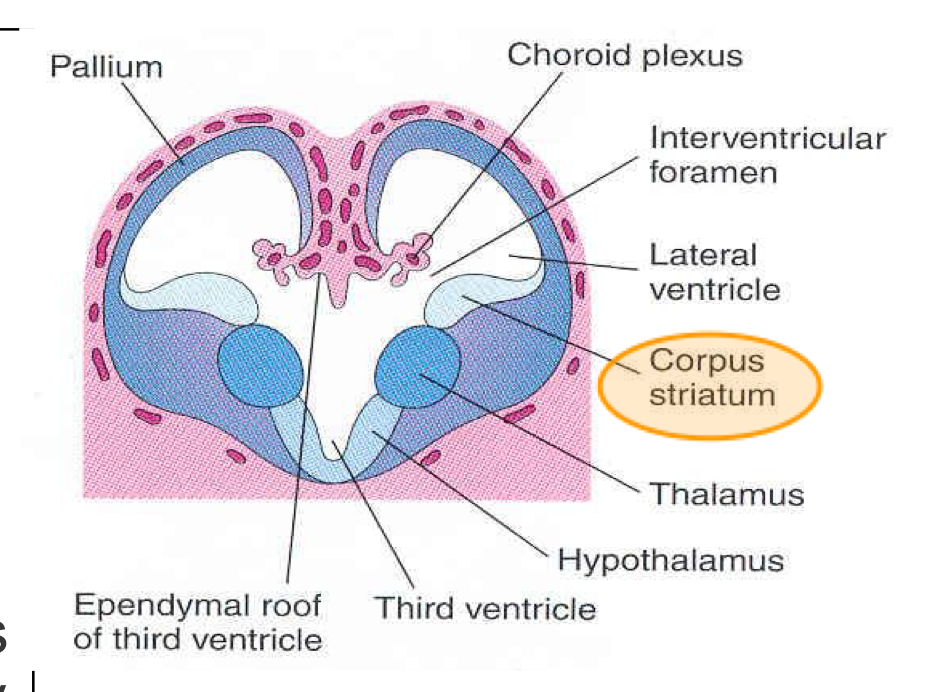 Pallium
Choroid plexus
Interventricular
foramen
Lateral
ventricle
Corpus
striatum
Thalamus
Hypothalamus
Ependymal roof
of third ventricle
Third ventricle
s